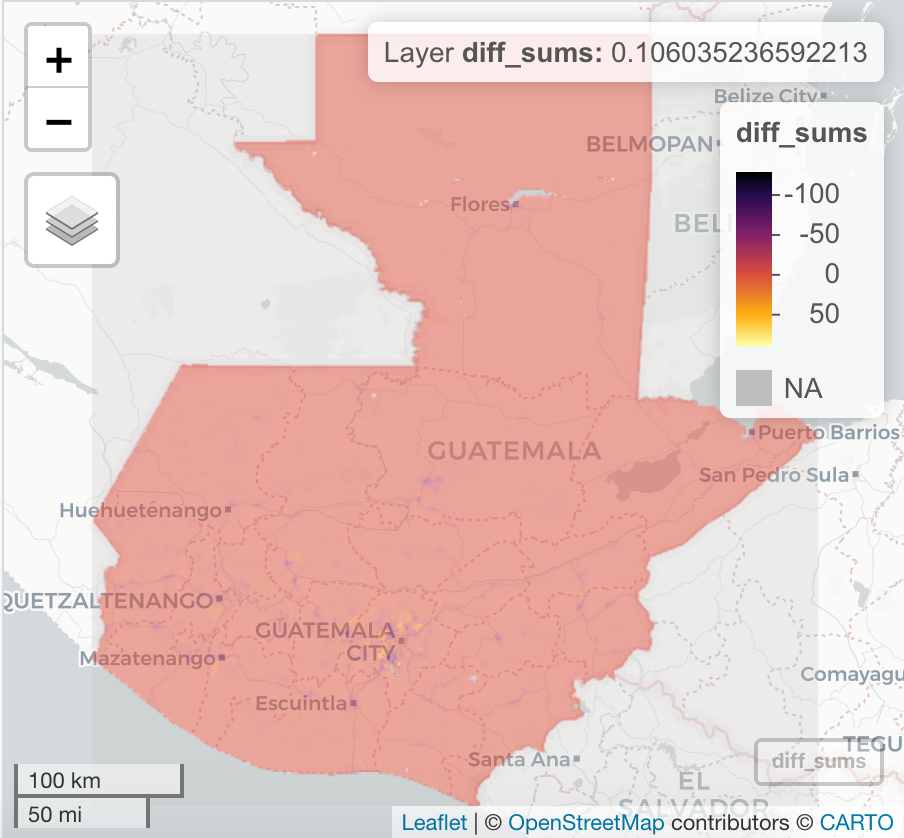 +
Layer diff_sums: 0.106035236592213
Belize City
−
diff_sums
BELMOPAN
-100
Flores
BEL
-50
0
50
NA
Puerto Barrios
GUATEMALA
San Pedro Sula
Huehuetenango
QUETZALTENANGO
GUATEMALA
CITY
Mazatenango
Comayagu
Escuintla
TEGU
Santa Ana
diff_sums
100 km
EL
SALVADOR
50 mi
Leaflet | © OpenStreetMap contributors © CARTO